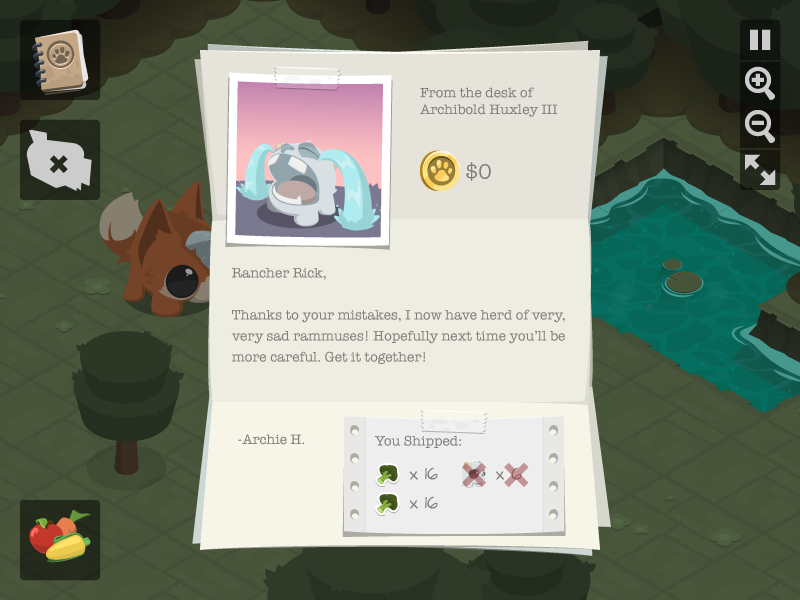 From the desk of
Archibold Huxley III
$0
Rancher Rick,
Thanks to your mistakes, I now have herd of very,
very sad rammuses! Hopefully next time you'll be
more careful. Get it together!
-Archie H.
You Shipped:
x 16 x
x 16